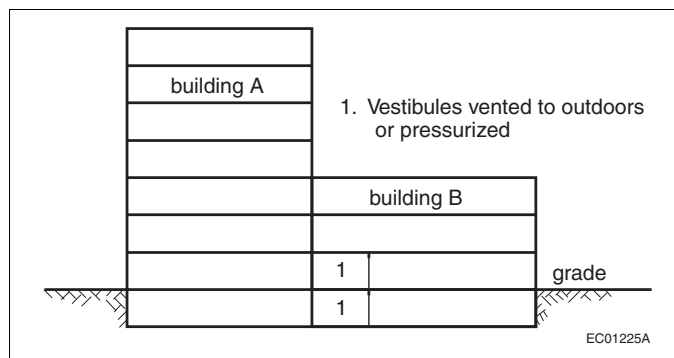 building A
1. Vestibules vented to outdoors
or pressurized
building B
1
grade
1
EC01225A